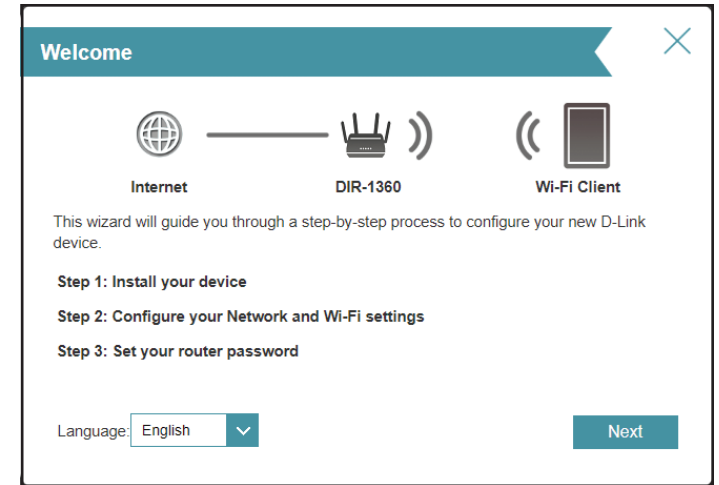 Welcome
Internet
DIR-1360
Wi-Fi Client
This wizard will guide you through a step-by-step process to configure your new D-Link
device.
Step 1: Install your device
Step 2: Configure your Network and Wi-Fi settings
Step 3: Set your router password
Language: English
Next